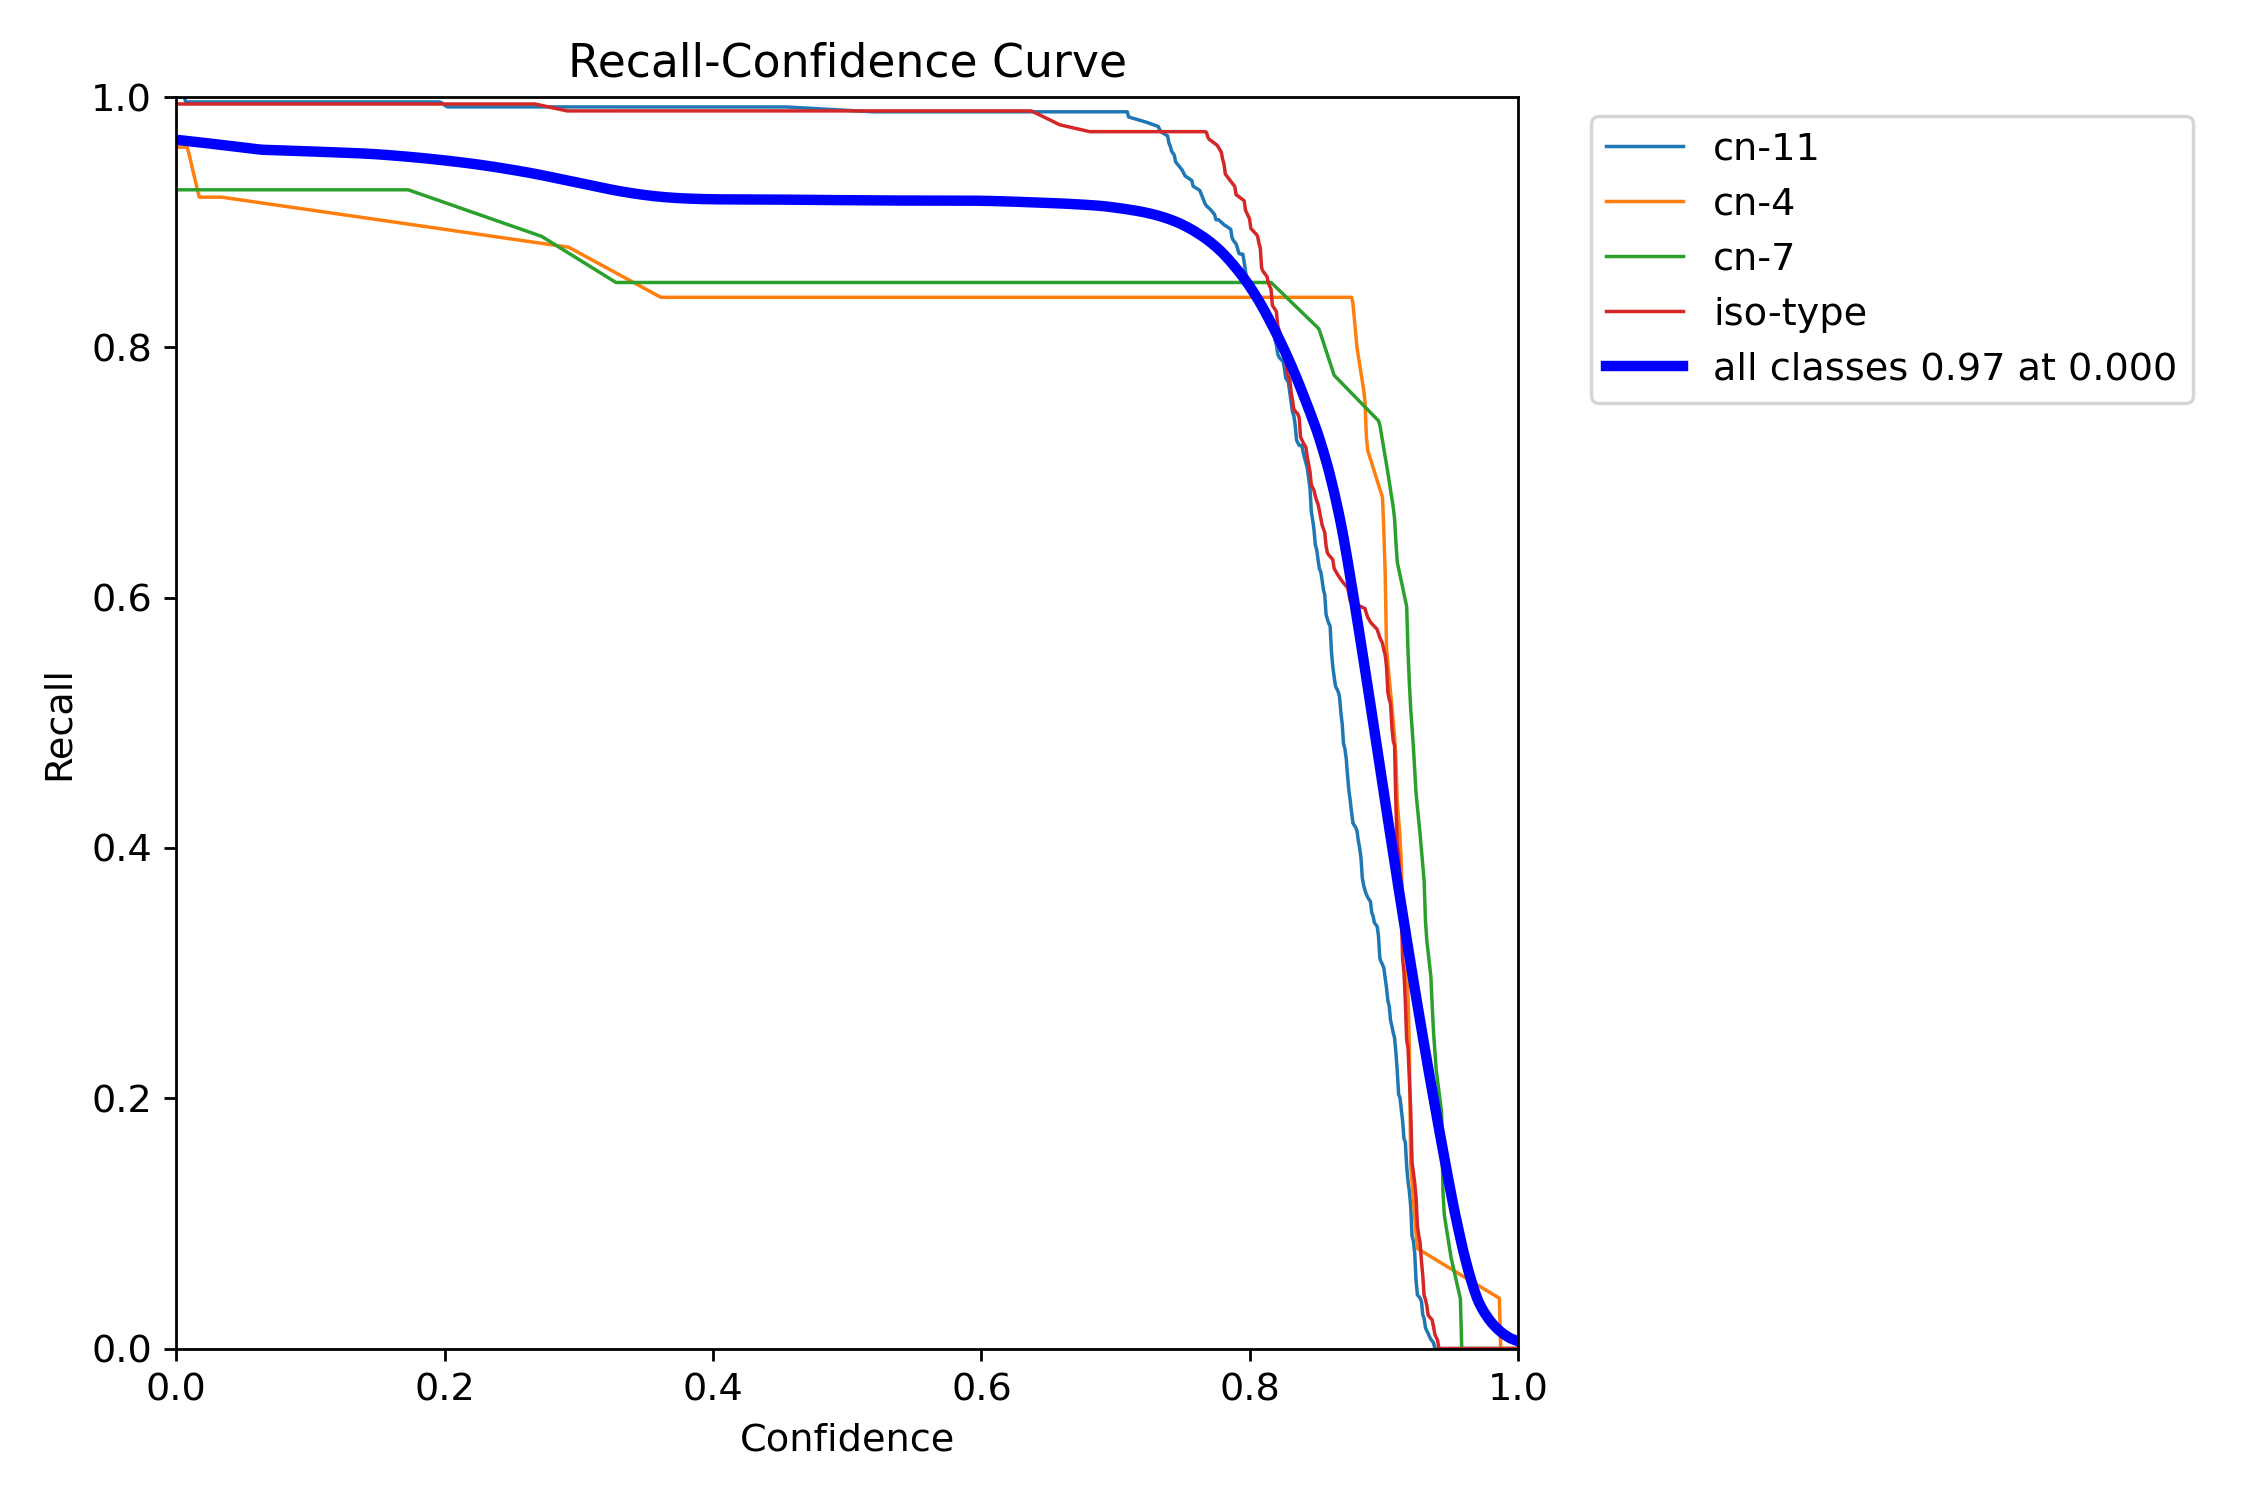 Recall-Confidence Curve
1.0
0.8
0.6
0.4
0.2
0.0
Recall
0.0 0.2 0.4 0.6 0.8 1.0
Confidence
cn-11
cn-4
cn-7
iso-type
all classes 0.97 at 0.000